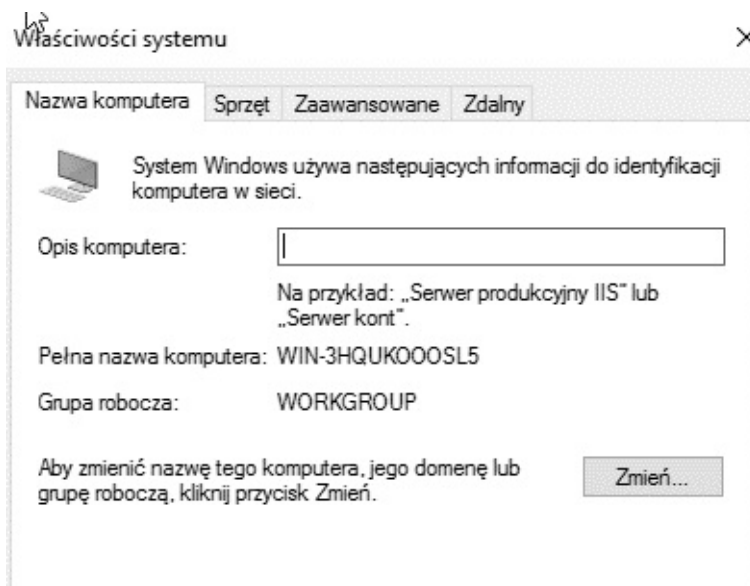 Właściwości systemu
Nazwa komputera Sprzęt Zaawansowane Zdalny
System Windows używa następujących informacji do identyfikacji
komputera w sieci.
Opis komputera:
Na przykład: „Serwer produkcyjny IIS” lub
„Serwer kont”.
Pełna nazwa komputera: WIN-3HQUKOOOSL5
Grupa robocza: WORKGROUP
Aby zmienić nazwę tego komputera, jego domenę lub
grupę roboczą, kliknij przycisk Zmień.
Zmień...